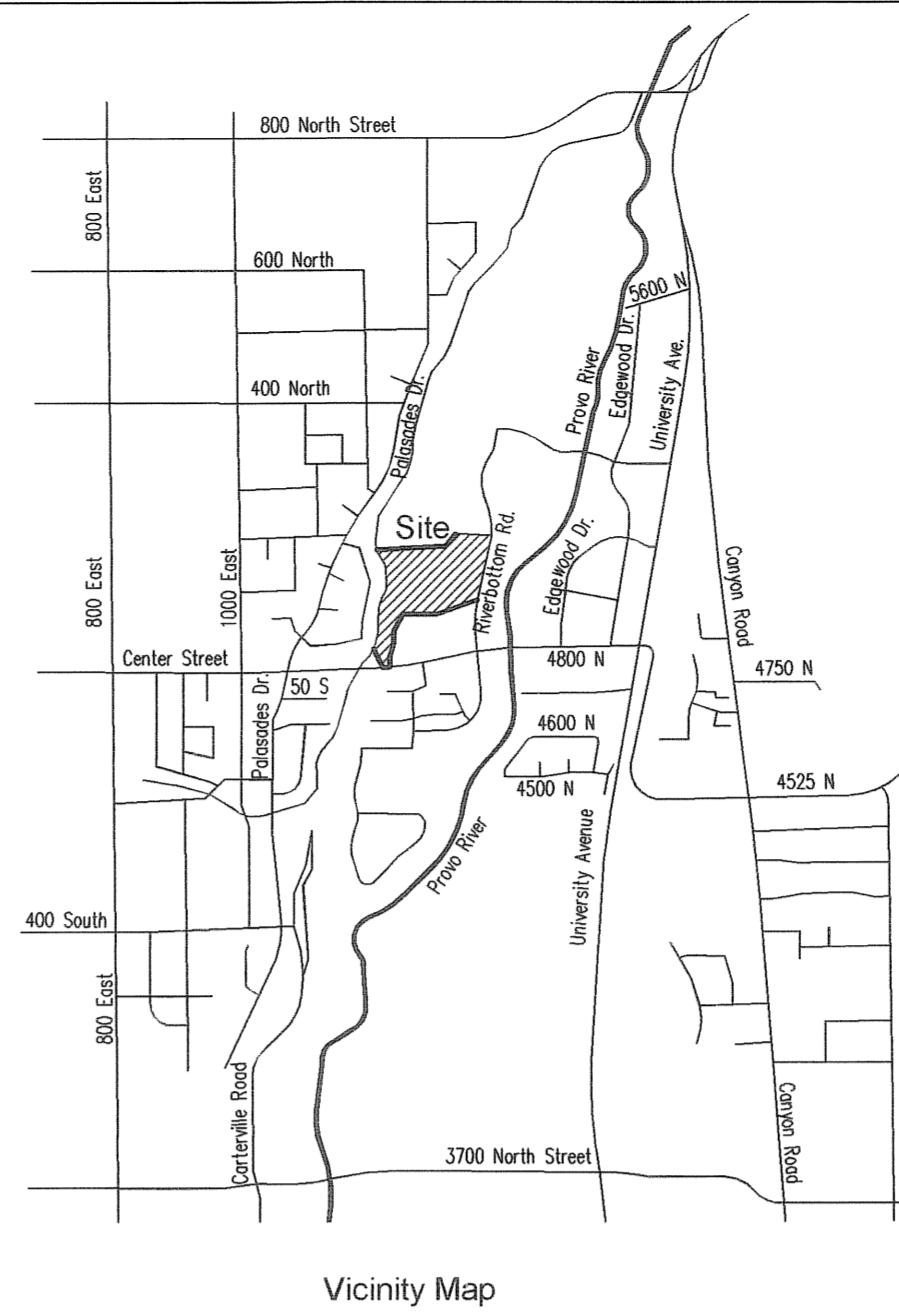 800 North Street
800 East
600 North
5600 N
Edgewood Dr.
University Ave.
Provo River
400 North
Palasades Dr.
Site
Riverbottom Rd.
Edgewood Dr.
Canyon Road
800 East
1000 East
Center Street
4800 N
4750 N
50 S
Palasades Dr.
4600 N
4500 N
4525 N
University Avenue
Provo River
400 South
800 East
Carterville Road
Canyon Road
3700 North Street
Vicinity Map